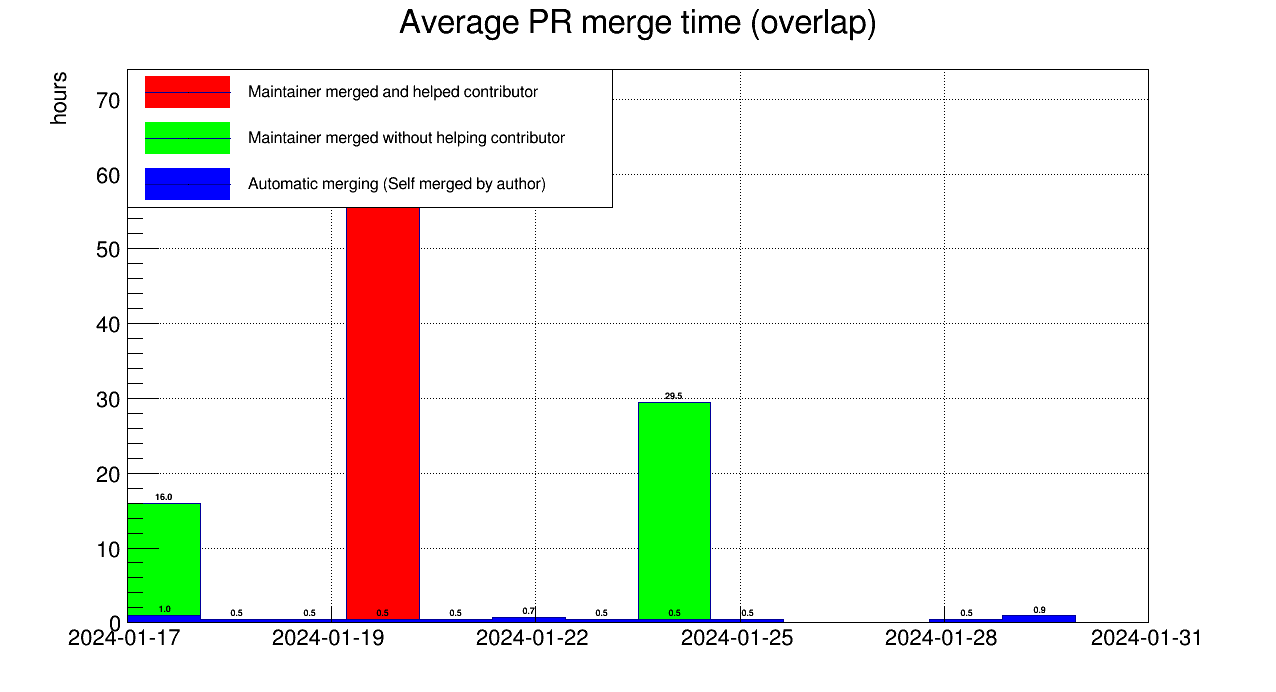 Average PR merge time (overlap)
hours
Maintainer merged and helped contributor
Maintainer merged without helping contributor
Automatic merging (Self merged by author)
70
60
50
40
30
20
10
0
29.5
16.0
1.0 0.5 0.5 0.5 0.5 0.7 0.5 0.5 0.5 0.5 0.9
2024-01-17 2024-01-19 2024-01-22 2024-01-25 2024-01-28 2024-01-31